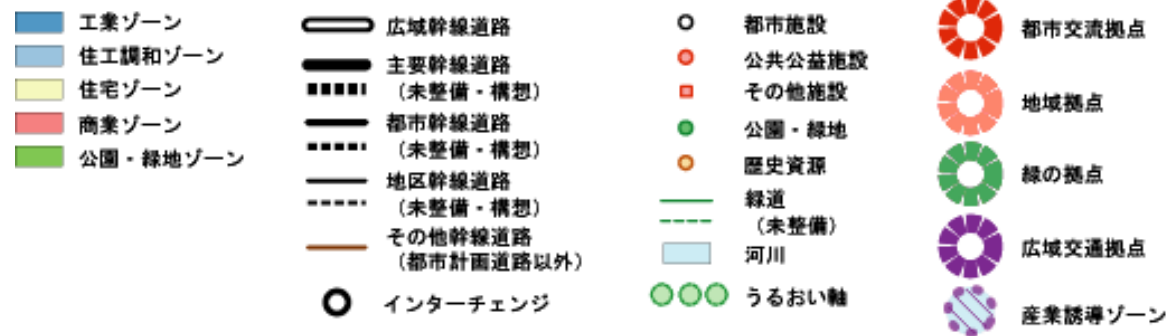 工業ゾーン
住工調和ゾーン
住宅ゾーン
商業ゾーン
公園・緑地ゾーン
広域幹線道路
主要幹線道路
（未整備・構想）
都市幹線道路
（未整備・構想）
地区幹線道路
（未整備・構想）
その他幹線道路
（都市計画道路以外）
インターチェンジ
都市施設
公共公益施設
その他施設
公園・緑地
歴史資源
緑道
（未整備）
河川
うるおい軸
都市交流拠点
地域拠点
緑の拠点
広域交通拠点
産業誘導ゾーン